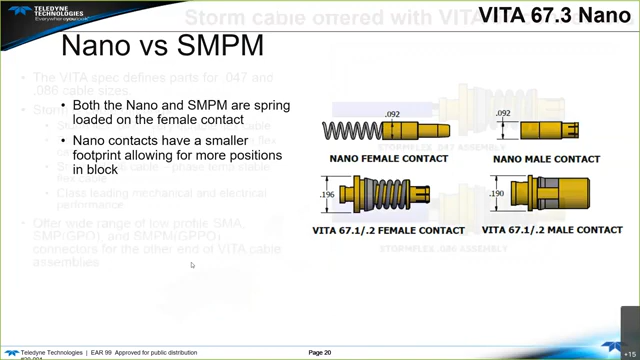 TELEDYNE
TECHNOLOGIES
Everywhereyoulook
Storm cable offered with VITA
VITA 67.3 Nano
Nano vs SMPM
The VITA spec defines parts for .047 and
.086 cable sizes.
• Both the Nano and SMPM are spring
loaded on the female contact
• Nano contacts have a smaller
footprint allowing for more positions
in block
Class leading mechanical and electrical
performance
Offer wide range of low profile SMA,
SMP(GPO), and SMPM(GPPO)
connectors for the other end of VITA cable
assemblies
.092
NANO FEMALE CONTACT
.092
NANO MALE CONTACT
STORMFLEX .047 ASSEMBLY
.196
VITA 67.1/.2 FEMALE CONTACT
.190
VITA 67.1/.2 MALE CONTACT
STORMFLEX .086 ASSEMBLY
Teledyne Technologies | EAR 99 Approved for public distribution
Page 20
+15